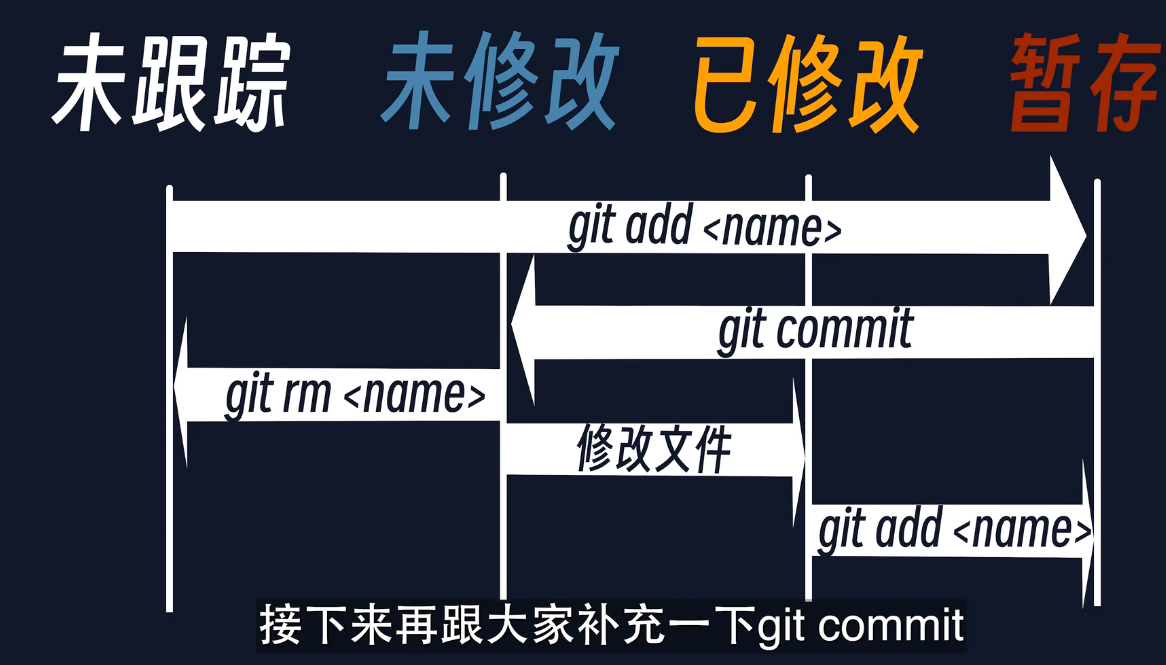 未跟踪 未修改 已修改 暂存
git add <name>
git commit
git rm <name>
修改文件
git add <name>
接下来再跟大家补充一下git commit